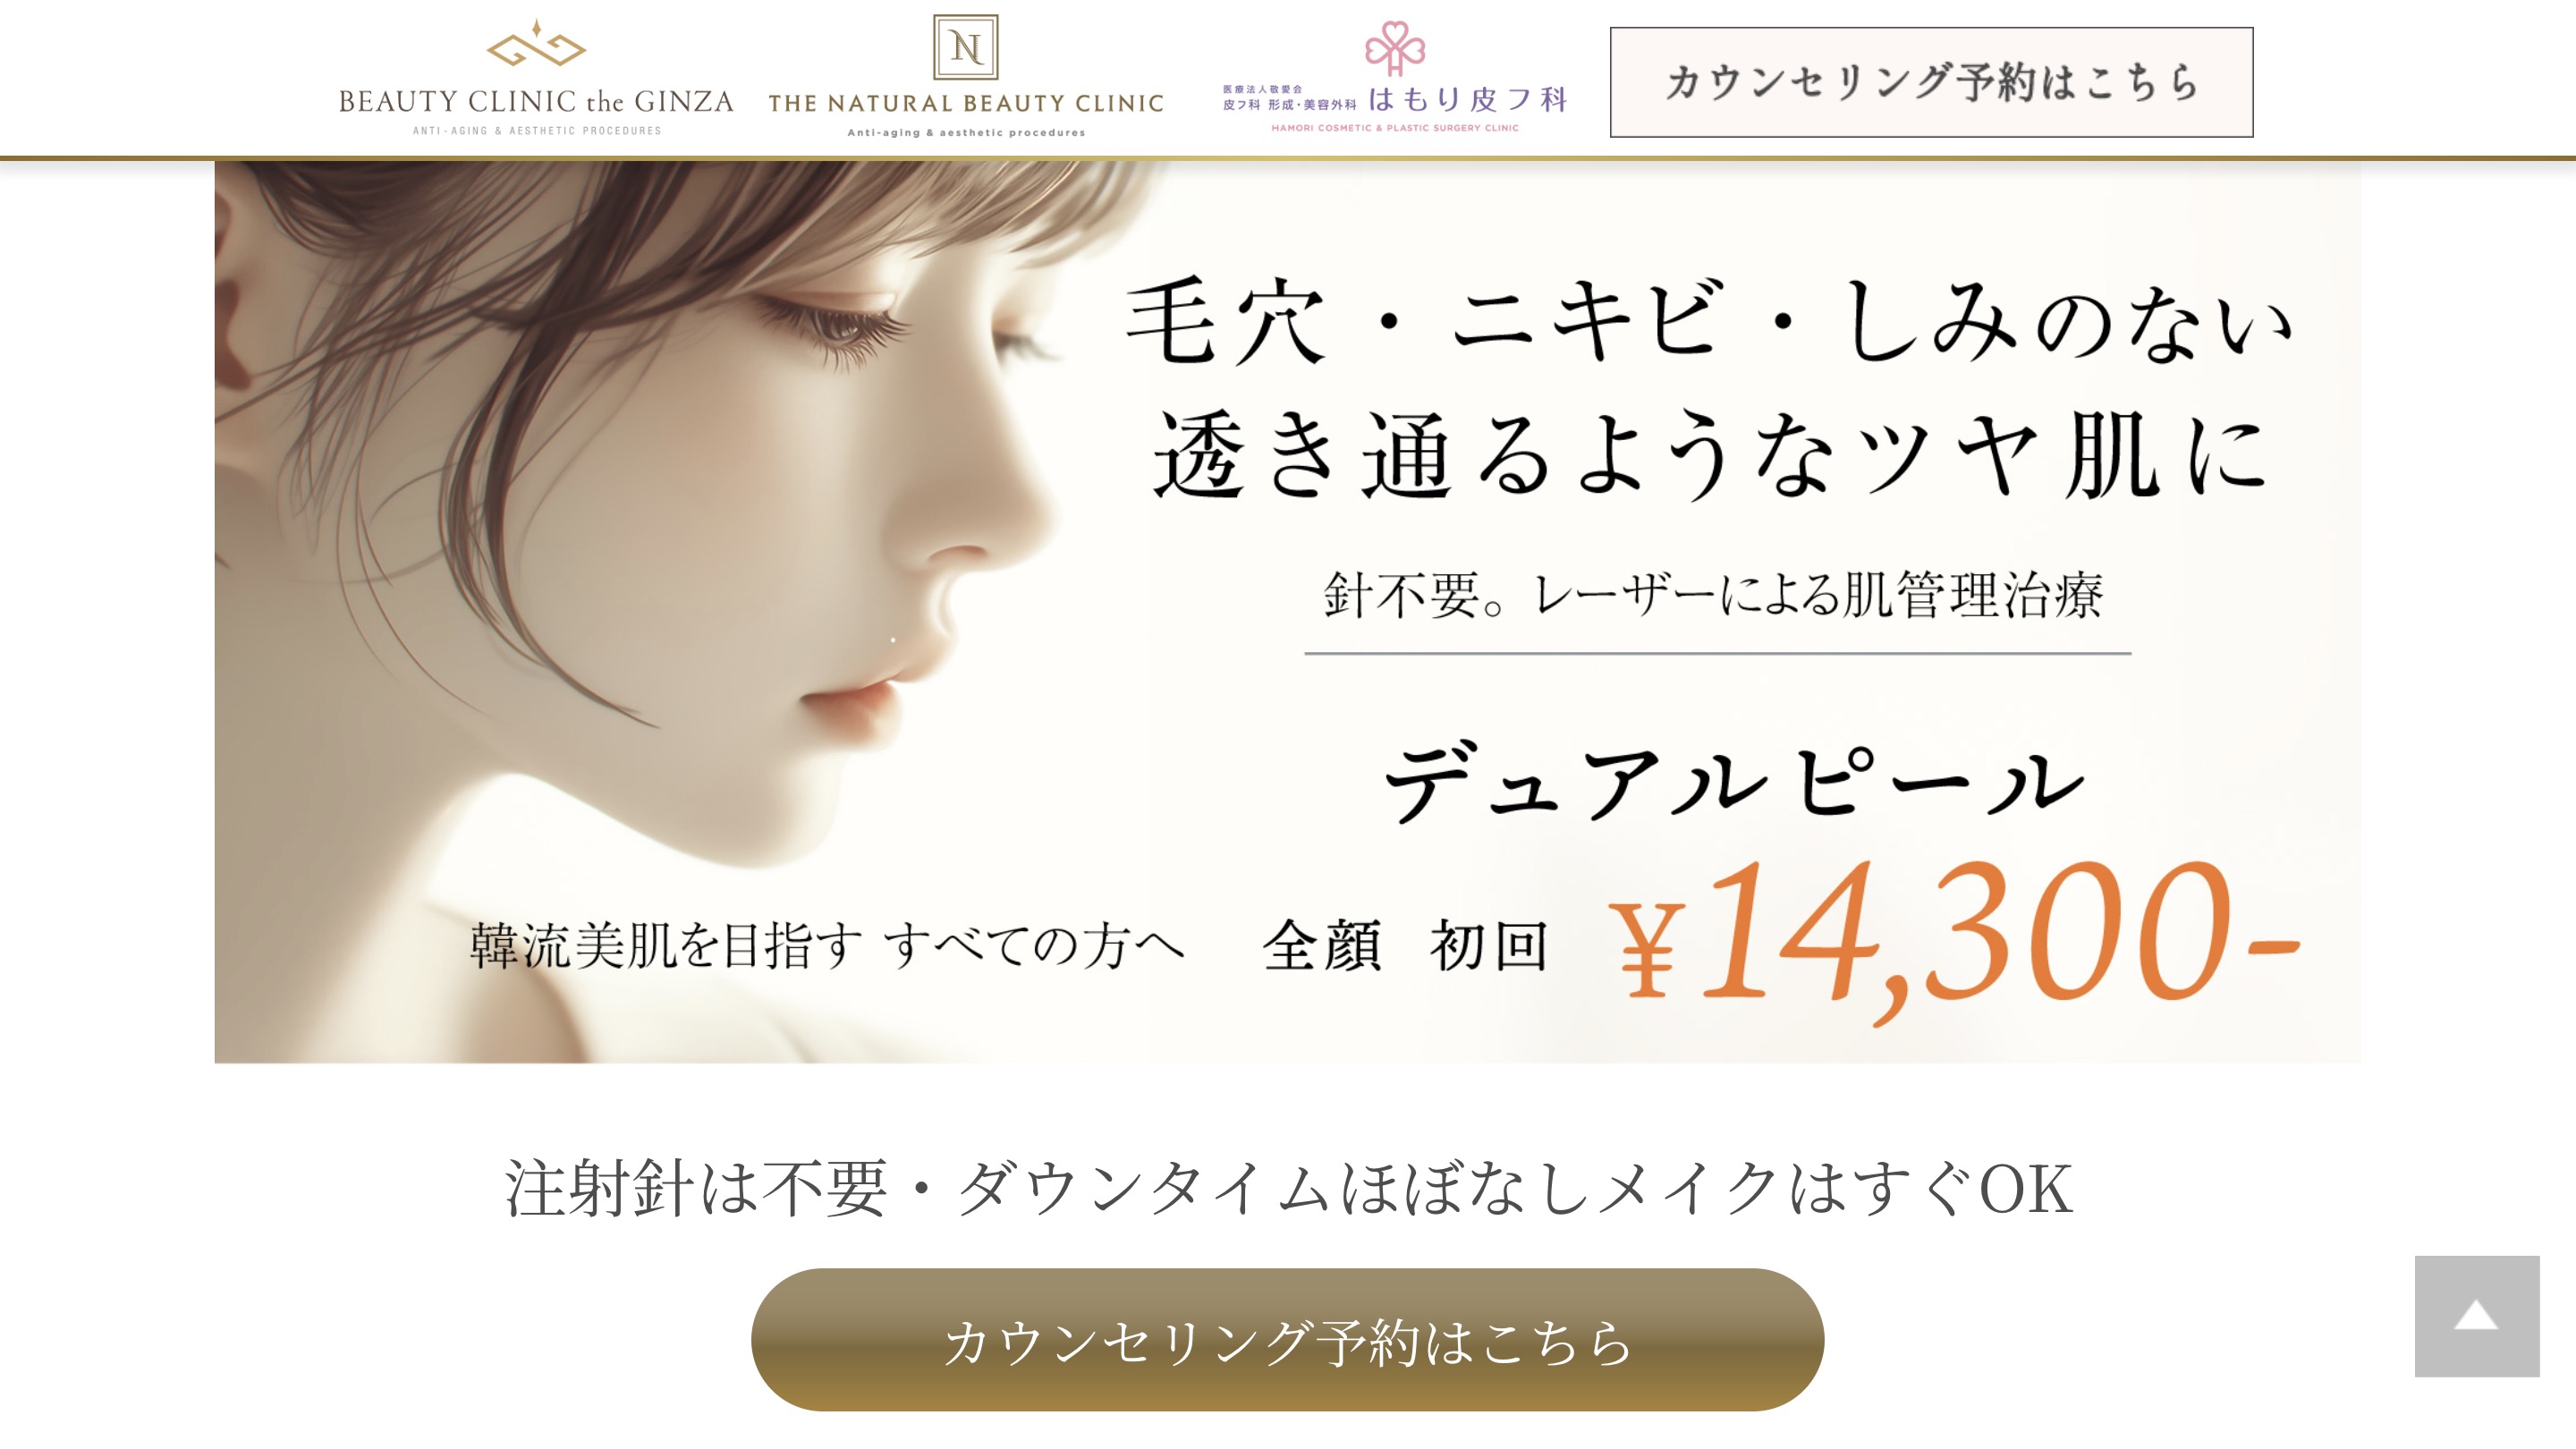 BEAUTY CLINIC the GINZA
ANTI-AGING & AESTHETIC PROCEDURES
N
THE NATURAL BEAUTY CLINIC
Anti-aging & aesthetic procedures
医療法人敬愛会
皮フ科 形成・美容外科 はもり皮フ科
HAMORI COSMETIC & PLASTIC SURGERY CLINIC
カウンセリング予約はこちら
毛穴・ニキビ・しみのない
透き通るようなツヤ肌に
針不要。レーザーによる肌管理治療
デュアルピール
韓流美肌を目指す すべての方へ 全顔 初回 ¥14,300-
注射針は不要・ダウンタイムほぼなしメイクはすぐOK
カウンセリング予約はこちら